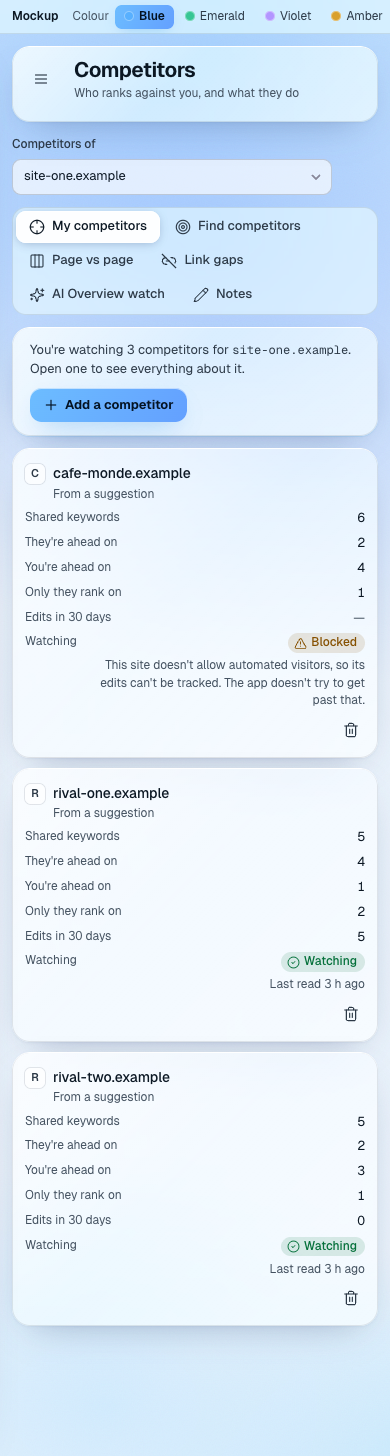 Mockup Colour Blue Emerald Violet Amber
Competitors
Who ranks against you, and what they do
Competitors of
site-one.example
My competitors Find competitors
Page vs page Link gaps
AI Overview watch Notes
You're watching 3 competitors for site-one.example.
Open one to see everything about it.
Add a competitor
C cafe-monde.example
From a suggestion
Shared keywords 6
They're ahead on 2
You're ahead on 4
Only they rank on 1
Edits in 30 days —
Watching Blocked
This site doesn't allow automated visitors, so its
edits can't be tracked. The app doesn't try to get
past that.
R rival-one.example
From a suggestion
Shared keywords 5
They're ahead on 4
You're ahead on 1
Only they rank on 2
Edits in 30 days 5
Watching Watching
Last read 3 h ago
R rival-two.example
From a suggestion
Shared keywords 5
They're ahead on 2
You're ahead on 3
Only they rank on 1
Edits in 30 days 0
Watching Watching
Last read 3 h ago